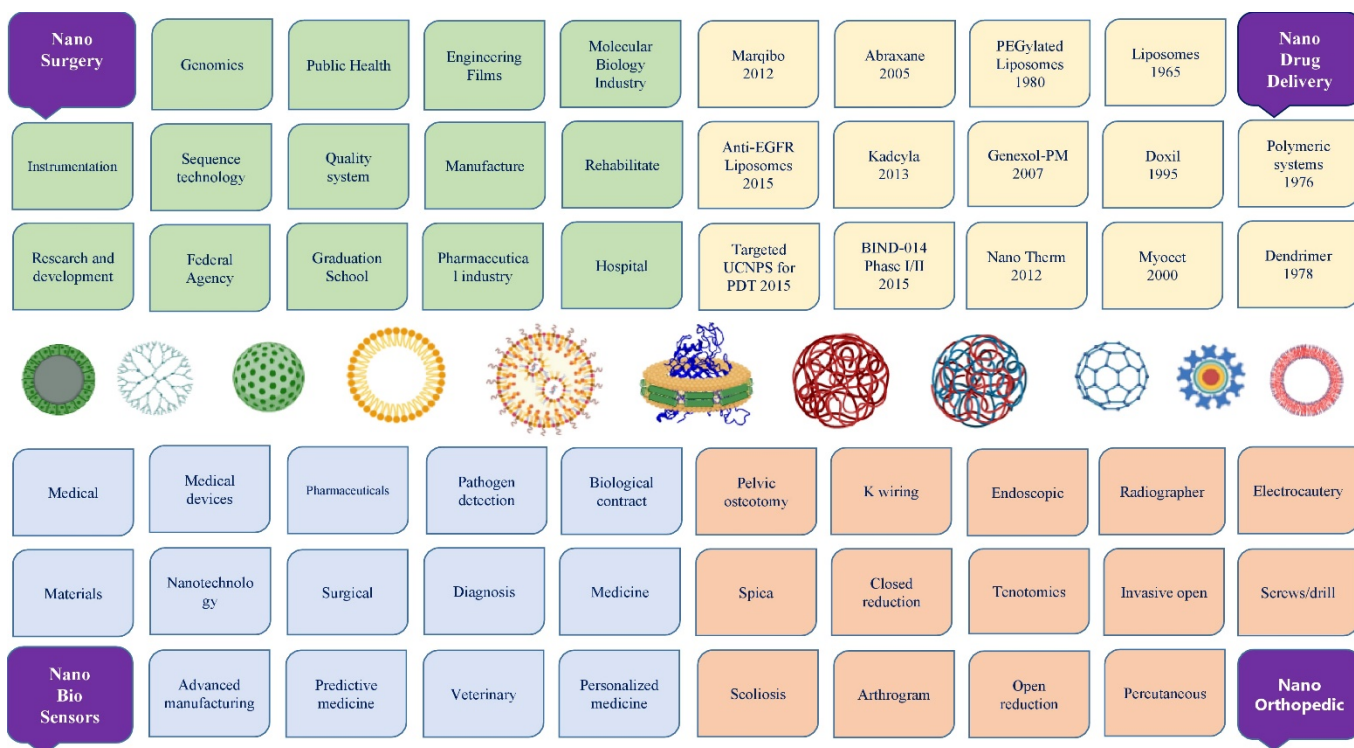 Nano
Surgery
Genomics
Public Health
Engineering
Films
Molecular
Biology
Industry
Marqibo
2012
Abraxane
2005
PEGylated
Liposomes
1980
Liposomes
1965
Nano
Drug
Delivery
Instrumentation
Sequence
technology
Quality
system
Manufacture
Rehabilitate
Anti-EGFR
Liposomes
2015
Kadcyla
2013
Genexol-PM
2007
Doxil
1995
Polymeric
systems
1976
Research and
development
Federal
Agency
Graduation
School
Pharmaceutica
l industry
Hospital
Targeted
UCNPS for
PDT 2015
BIND-014
Phase I/II
2015
Nano Therm
2012
Myocet
2000
Dendrimer
1978
Medical
Medical
devices
Pharmaceuticals
Pathogen
detection
Biological
contract
Pelvic
osteotomy
K wiring
Endoscopic
Radiographer
Electrocautery
Materials
Nanotechnolo
gy
Surgical
Diagnosis
Medicine
Spica
Closed
reduction
Tenotomies
Invasive open
Screws/drill
Nano
Bio
Sensors
Advanced
manufacturing
Predictive
medicine
Veterinary
Personalized
medicine
Scoliosis
Arthrogram
Open
reduction
Percutaneous
Nano
Orthopedic